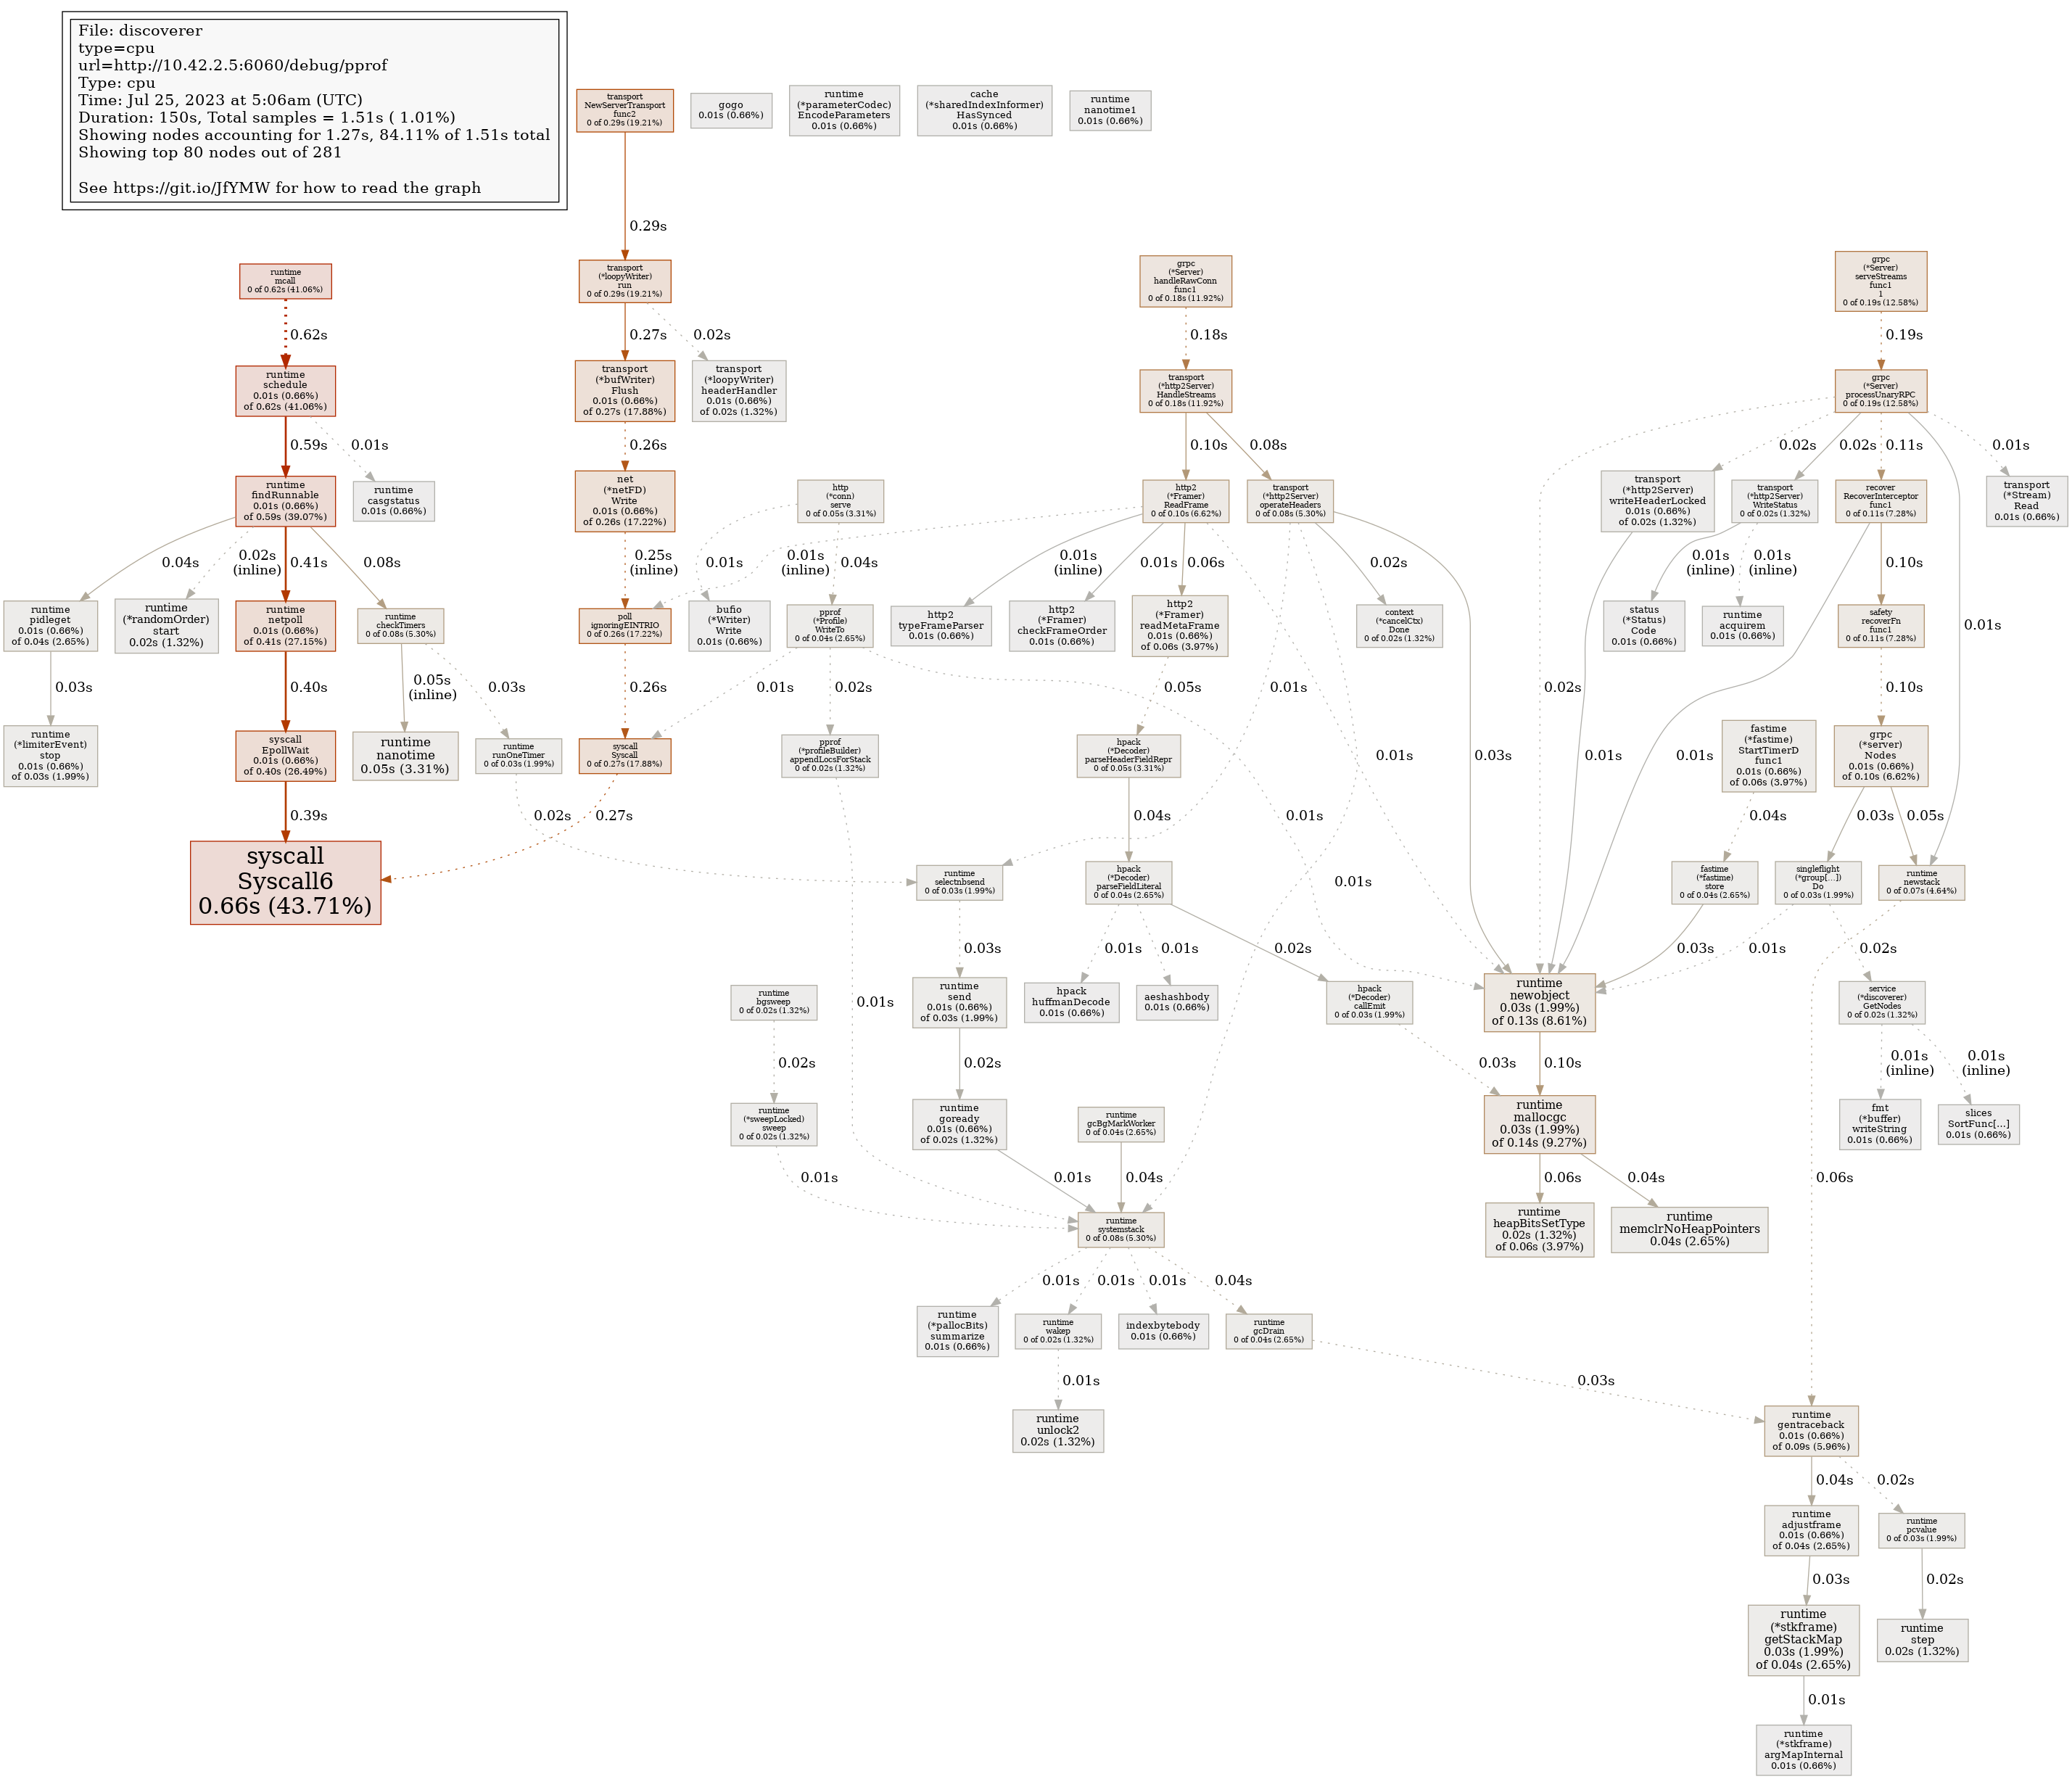 File: discoverer
type=cpu
url=http://10.42.2.5:6060/debug/pprof
Type: cpu
Time: Jul 25, 2023 at 5:06am (UTC)
Duration: 150s, Total samples = 1.51s ( 1.01%)
Showing nodes accounting for 1.27s, 84.11% of 1.51s total
Showing top 80 nodes out of 281
See https://git.io/JfYMW for how to read the graph
transport
NewServerTransport
func2
0 of 0.29s (19.21%)
gogo
0.01s (0.66%)
runtime
(*parameterCodec)
EncodeParameters
0.01s (0.66%)
cache
(*sharedIndexInformer)
HasSynced
0.01s (0.66%)
runtime
nanotime1
0.01s (0.66%)
0.29s
runtime
mcall
0 of 0.62s (41.06%)
transport
(*loopyWriter)
run
0 of 0.29s (19.21%)
grpc
(*Server)
handleRawConn
func1
0 of 0.18s (11.92%)
grpc
(*Server)
serveStreams
func1
1
0 of 0.19s (12.58%)
0.62s
0.27s
0.02s
0.18s
0.19s
runtime
schedule
0.01s (0.66%)
of 0.62s (41.06%)
transport
(*bufWriter)
Flush
0.01s (0.66%)
of 0.27s (17.88%)
transport
(*loopyWriter)
headerHandler
0.01s (0.66%)
of 0.02s (1.32%)
transport
(*http2Server)
HandleStreams
0 of 0.18s (11.92%)
grpc
(*Server)
processUnaryRPC
0 of 0.19s (12.58%)
0.59s
0.01s
0.26s
0.10s
0.08s
0.02s
0.02s
0.11s
0.01s
runtime
findRunnable
0.01s (0.66%)
of 0.59s (39.07%)
runtime
casgstatus
0.01s (0.66%)
net
(*netFD)
Write
0.01s (0.66%)
of 0.26s (17.22%)
http
(*conn)
serve
0 of 0.05s (3.31%)
http2
(*Framer)
ReadFrame
0 of 0.10s (6.62%)
transport
(*http2Server)
operateHeaders
0 of 0.08s (5.30%)
transport
(*http2Server)
writeHeaderLocked
0.01s (0.66%)
of 0.02s (1.32%)
transport
(*http2Server)
WriteStatus
0 of 0.02s (1.32%)
recover
RecoverInterceptor
func1
0 of 0.11s (7.28%)
transport
(*Stream)
Read
0.01s (0.66%)
0.04s
0.02s
(inline)
0.41s
0.08s
0.25s
(inline)
0.01s
0.01s
(inline)
0.04s
0.01s
(inline)
0.01s
0.06s
0.02s
0.01s
(inline)
0.01s
(inline)
0.10s
0.01s
runtime
pidleget
0.01s (0.66%)
of 0.04s (2.65%)
runtime
(*randomOrder)
start
0.02s (1.32%)
runtime
netpoll
0.01s (0.66%)
of 0.41s (27.15%)
runtime
checkTimers
0 of 0.08s (5.30%)
poll
ignoringEINTRIO
0 of 0.26s (17.22%)
bufio
(*Writer)
Write
0.01s (0.66%)
pprof
(*Profile)
WriteTo
0 of 0.04s (2.65%)
http2
typeFrameParser
0.01s (0.66%)
http2
(*Framer)
checkFrameOrder
0.01s (0.66%)
http2
(*Framer)
readMetaFrame
0.01s (0.66%)
of 0.06s (3.97%)
context
(*cancelCtx)
Done
0 of 0.02s (1.32%)
status
(*Status)
Code
0.01s (0.66%)
runtime
acquirem
0.01s (0.66%)
safety
recoverFn
func1
0 of 0.11s (7.28%)
0.03s
0.40s
0.05s
(inline)
0.03s
0.26s
0.01s
0.02s
0.05s
0.01s
0.02s
0.10s
runtime
(*limiterEvent)
stop
0.01s (0.66%)
of 0.03s (1.99%)
syscall
EpollWait
0.01s (0.66%)
of 0.40s (26.49%)
runtime
nanotime
0.05s (3.31%)
runtime
runOneTimer
0 of 0.03s (1.99%)
syscall
Syscall
0 of 0.27s (17.88%)
pprof
(*profileBuilder)
appendLocsForStack
0 of 0.02s (1.32%)
hpack
(*Decoder)
parseHeaderFieldRepr
0 of 0.05s (3.31%)
0.01s
0.03s
0.01s
0.01s
fastime
(*fastime)
StartTimerD
func1
0.01s (0.66%)
of 0.06s (3.97%)
grpc
(*server)
Nodes
0.01s (0.66%)
of 0.10s (6.62%)
0.39s
0.02s
0.27s
0.04s
0.01s
0.04s
0.03s
0.05s
syscall
Syscall6
0.66s (43.71%)
runtime
selectnbsend
0 of 0.03s (1.99%)
hpack
(*Decoder)
parseFieldLiteral
0 of 0.04s (2.65%)
0.01s
fastime
(*fastime)
store
0 of 0.04s (2.65%)
singleflight
(*group[...])
Do
0 of 0.03s (1.99%)
runtime
newstack
0 of 0.07s (4.64%)
0.03s
0.01s
0.01s
0.02s
0.03s
0.01s
0.02s
runtime
bgsweep
0 of 0.02s (1.32%)
0.01s
runtime
send
0.01s (0.66%)
of 0.03s (1.99%)
hpack
huffmanDecode
0.01s (0.66%)
aeshashbody
0.01s (0.66%)
hpack
(*Decoder)
callEmit
0 of 0.03s (1.99%)
runtime
newobject
0.03s (1.99%)
of 0.13s (8.61%)
service
(*discoverer)
GetNodes
0 of 0.02s (1.32%)
0.02s
0.02s
0.03s
0.10s
0.01s
(inline)
0.01s
(inline)
runtime
(*sweepLocked)
sweep
0 of 0.02s (1.32%)
runtime
goready
0.01s (0.66%)
of 0.02s (1.32%)
runtime
gcBgMarkWorker
0 of 0.04s (2.65%)
runtime
mallocgc
0.03s (1.99%)
of 0.14s (9.27%)
fmt
(*buffer)
writeString
0.01s (0.66%)
slices
SortFunc[...]
0.01s (0.66%)
0.01s
0.01s
0.04s
0.06s
0.04s
0.06s
runtime
systemstack
0 of 0.08s (5.30%)
runtime
heapBitsSetType
0.02s (1.32%)
of 0.06s (3.97%)
runtime
memclrNoHeapPointers
0.04s (2.65%)
0.01s
0.01s
0.01s
0.04s
runtime
(*pallocBits)
summarize
0.01s (0.66%)
runtime
wakep
0 of 0.02s (1.32%)
indexbytebody
0.01s (0.66%)
runtime
gcDrain
0 of 0.04s (2.65%)
0.01s
0.03s
runtime
unlock2
0.02s (1.32%)
runtime
gentraceback
0.01s (0.66%)
of 0.09s (5.96%)
0.04s
0.02s
runtime
adjustframe
0.01s (0.66%)
of 0.04s (2.65%)
runtime
pcvalue
0 of 0.03s (1.99%)
0.03s
0.02s
runtime
(*stkframe)
getStackMap
0.03s (1.99%)
of 0.04s (2.65%)
runtime
step
0.02s (1.32%)
0.01s
runtime
(*stkframe)
argMapInternal
0.01s (0.66%)